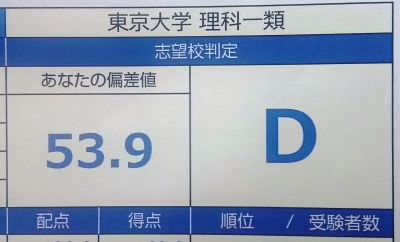 東京大学 理科一類
志望校判定
あなたの偏差値
53.9
D
配点 得点 順位 / 受験者数